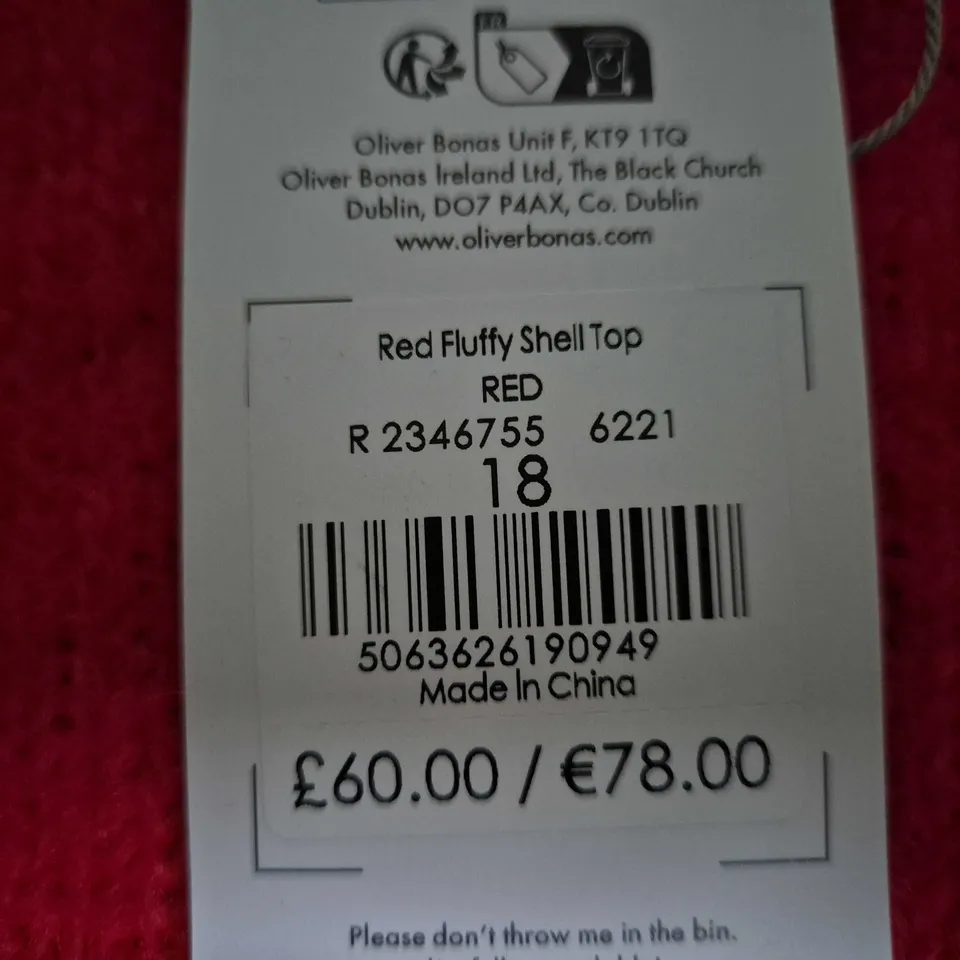 FR
Oliver Bonas Unit F, KT9 1TQ
Oliver Bonas Ireland Ltd, The Black Church
Dublin, DO7 P4AX, Co. Dublin
www.oliverbonas.com
Red Fluffy Shell Top
RED
R 2346755 6221
18
5063626190949
Made In China
£60.00 / €78.00
Please don't throw me in the bin.